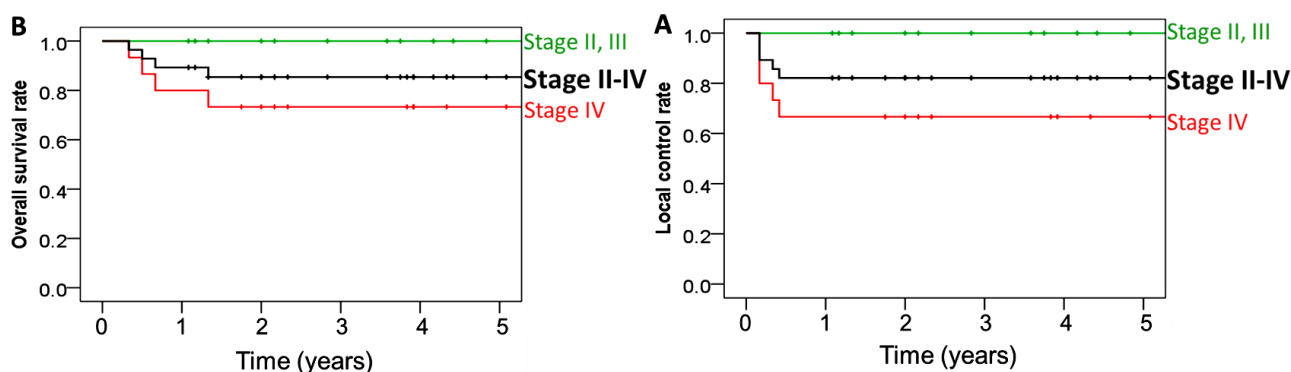 B
Overall survival rate
1.0
0.8
0.6
0.4
0.2
0.0
0 1 2 3 4 5
Time (years)
Stage II, III
Stage II-IV
Stage IV
A
Local control rate
1.0
0.8
0.6
0.4
0.2
0.0
0 1 2 3 4 5
Time (years)
Stage II, III
Stage II-IV
Stage IV